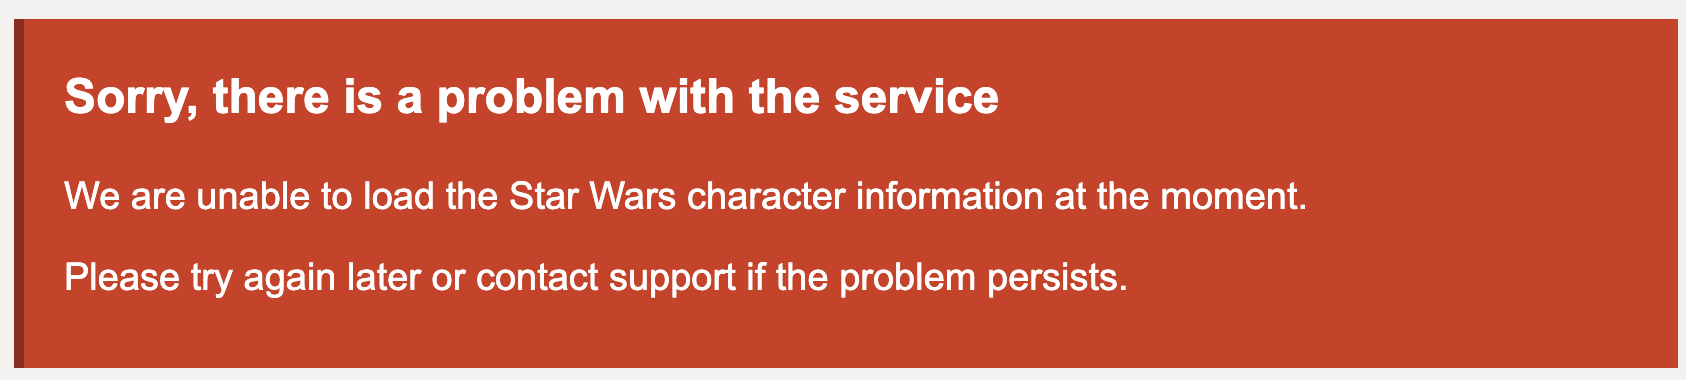 Sorry, there is a problem with the service
We are unable to load the Star Wars character information at the moment.
Please try again later or contact support if the problem persists.